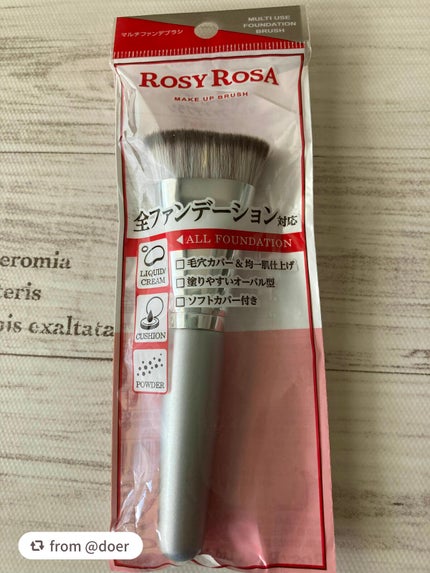 マルチファンデブラシ
MULTI USE
FOUNDATION
BRUSH
ROSY ROSA
MAKE UP BRUSH
全ファンデーション対応
◀ALL FOUNDATION
LIQUID/
CREAM
□毛穴カバー&均一肌仕上げ
□塗りやすいオーバル型
□ソフトカバー付き
CUSHION
POWDER
eromia
teris
is exaltata
from @doer